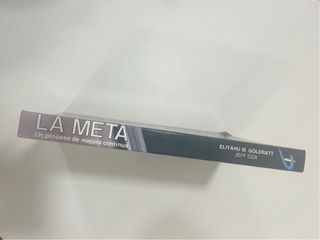 LA META
Un proceso de mejora continua
ELIYAHU M. GOLDRATT
JEFF COX